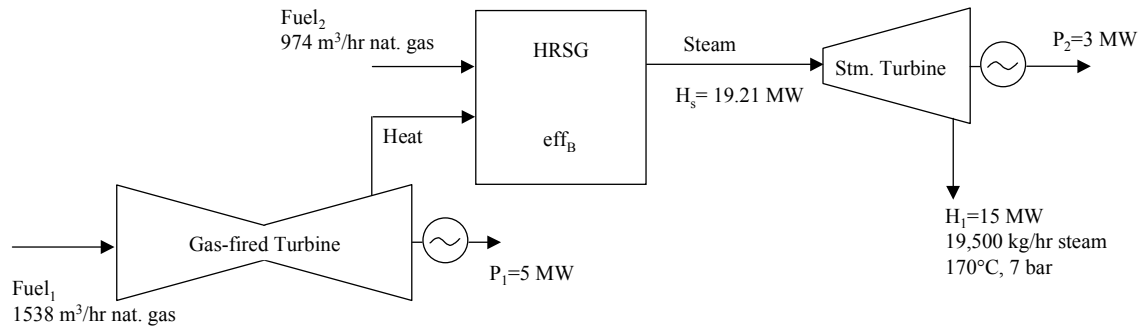 Fuel₂
974 m³/hr nat. gas
HRSG
eff_B
Steam
Hₛ= 19.21 MW
Stm. Turbine
P₂=3 MW
Heat
H₁=15 MW
19,500 kg/hr steam
170°C, 7 bar
Gas-fired Turbine
P₁=5 MW
Fuel₁
1538 m³/hr nat. gas